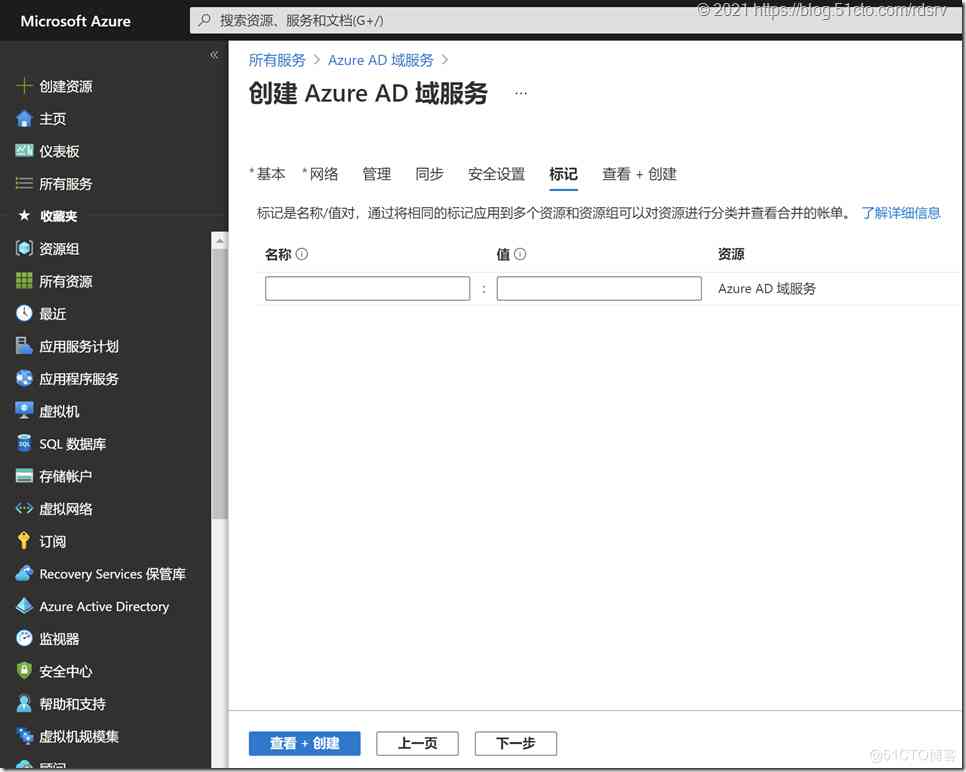 Microsoft Azure
搜索资源、服务和文档(G+/)
© 2021 https://blog.51cto.com/rdsrv
«
创建资源
主页
仪表板
所有服务
收藏夹
资源组
所有资源
最近
应用服务计划
应用程序服务
虚拟机
SQL 数据库
存储帐户
虚拟网络
订阅
Recovery Services 保管库
Azure Active Directory
监视器
安全中心
帮助和支持
虚拟机规模集
顾问
所有服务 > Azure AD 域服务 >
创建 Azure AD 域服务 ...
*基本 *网络 管理 同步 安全设置 标记 查看 + 创建
标记是名称/值对，通过将相同的标记应用到多个资源和资源组可以对资源进行分类并查看合并的帐单。 了解详细信息
名称 值 资源
: Azure AD 域服务
查看 + 创建 上一页 下一步
@51CTO博客